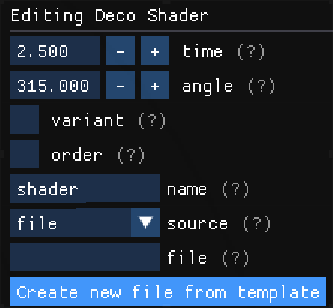 Editing Deco Shader
2.500 - + time (?)
315.000 - + angle (?)
variant (?)
order (?)
shader name (?)
file source (?)
file (?)
Create new file from template